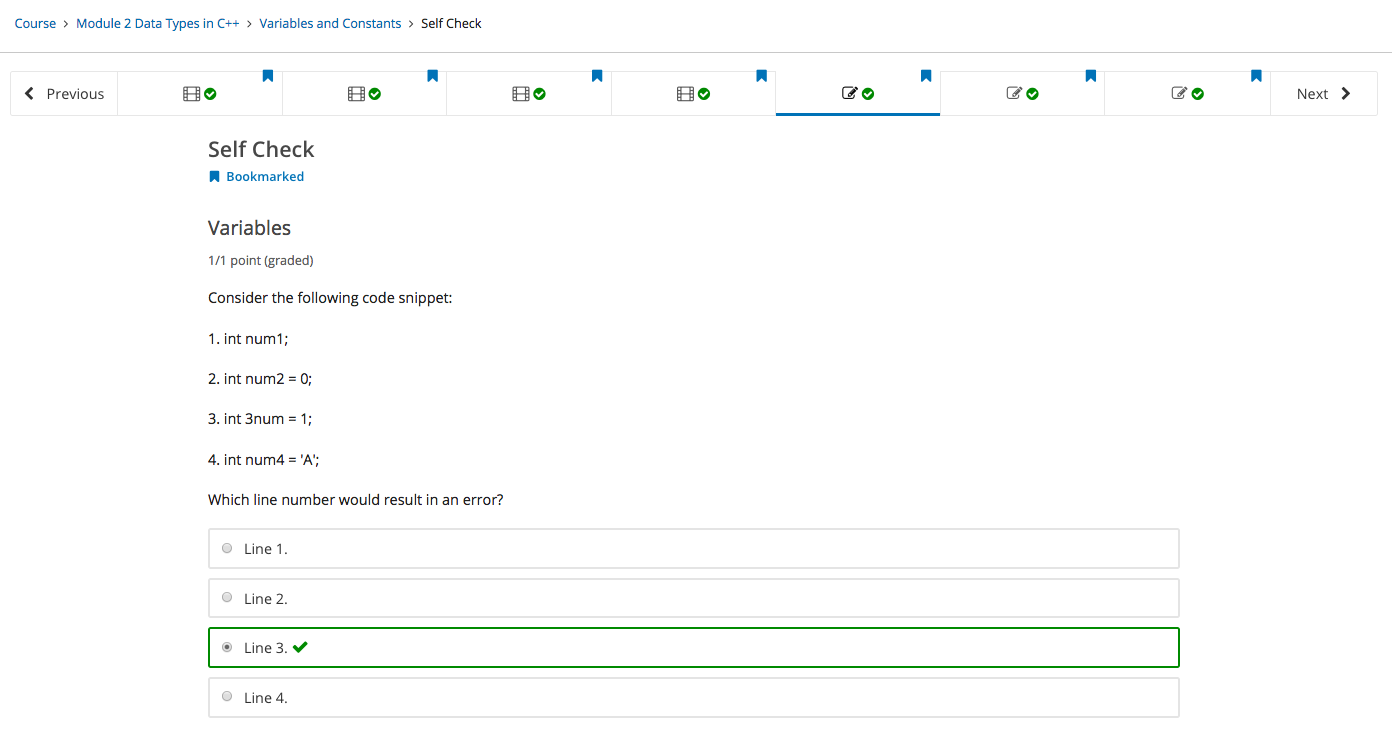 Course > Module 2 Data Types in C++ > Variables and Constants > Self Check
Previous
Next
Self Check
Bookmarked
Variables
1/1 point (graded)
Consider the following code snippet:
1. int num1;
2. int num2 = 0;
3. int 3num = 1;
4. int num4 = 'A';
Which line number would result in an error?
Line 1.
Line 2.
Line 3.
Line 4.